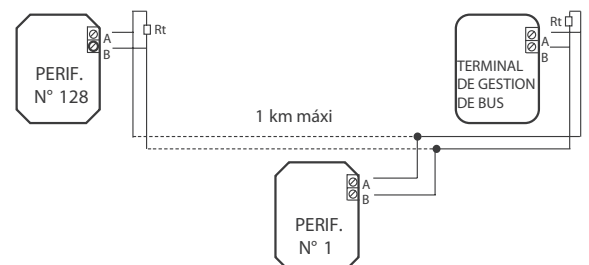 Rt
A
B
PERIF.
N° 128
Rt
A
B
TERMINAL
DE GESTION
DE BUS
1 km máxi
A
B
PERIF.
N° 1